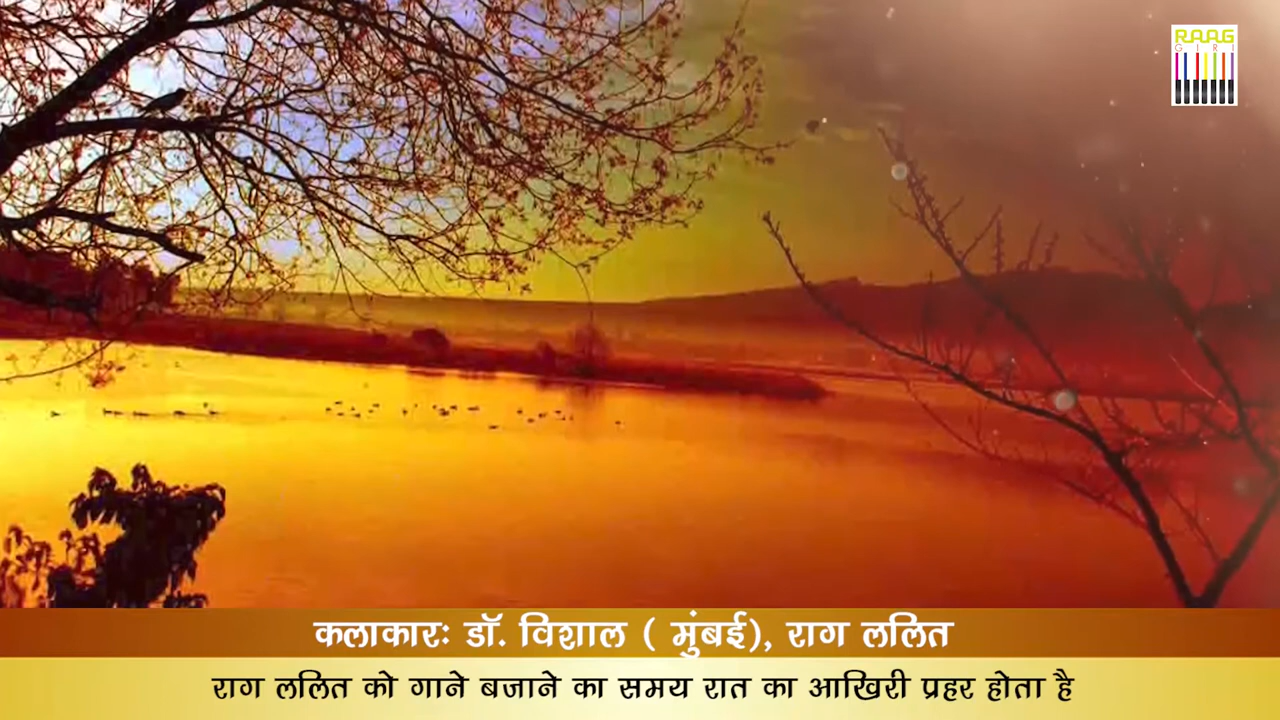 RAAG
GIRI
कलाकारः डॉ. विशाल ( मुंबई), राग ललित
राग ललित को गाने बजाने का समय रात का आखिरी प्रहर होता है